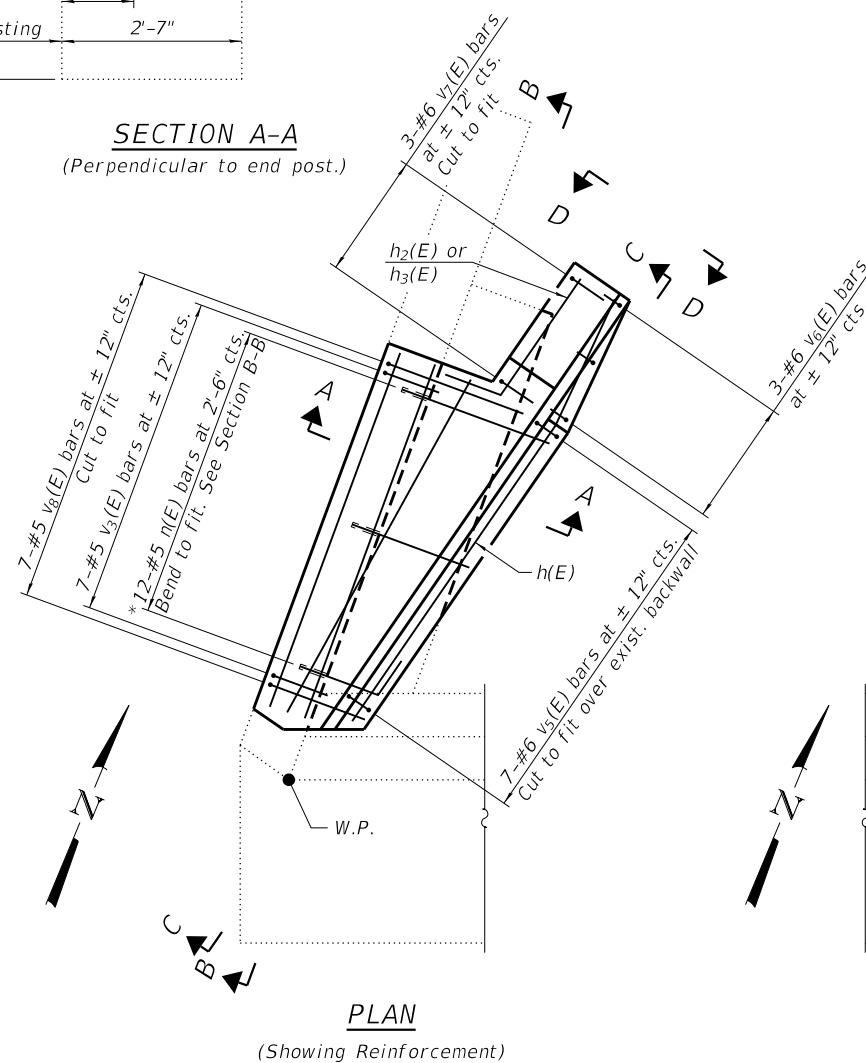 sting
2'-7"
SECTION A-A
(Perpendicular to end post.)
3-#6 v7(E) bars
at ± 12" cts.
Cut to fit
B
D
C
D
h2(E) or
h3(E)
3-#6 v6(E) bars
at ± 12" cts
7-#5 v8(E) bars at ± 12" cts.
Cut to fit
7-#5 v3(E) bars at ± 12" cts.
*12-#5 n(E) bars at 2'-6" cts.
Bend to fit. See Section B-B
A
A
h(E)
7-#6 v5(E) bars at ± 12" cts.
Cut to fit over exist. backwall
N
N
W.P.
C
B
PLAN
(Showing Reinforcement)